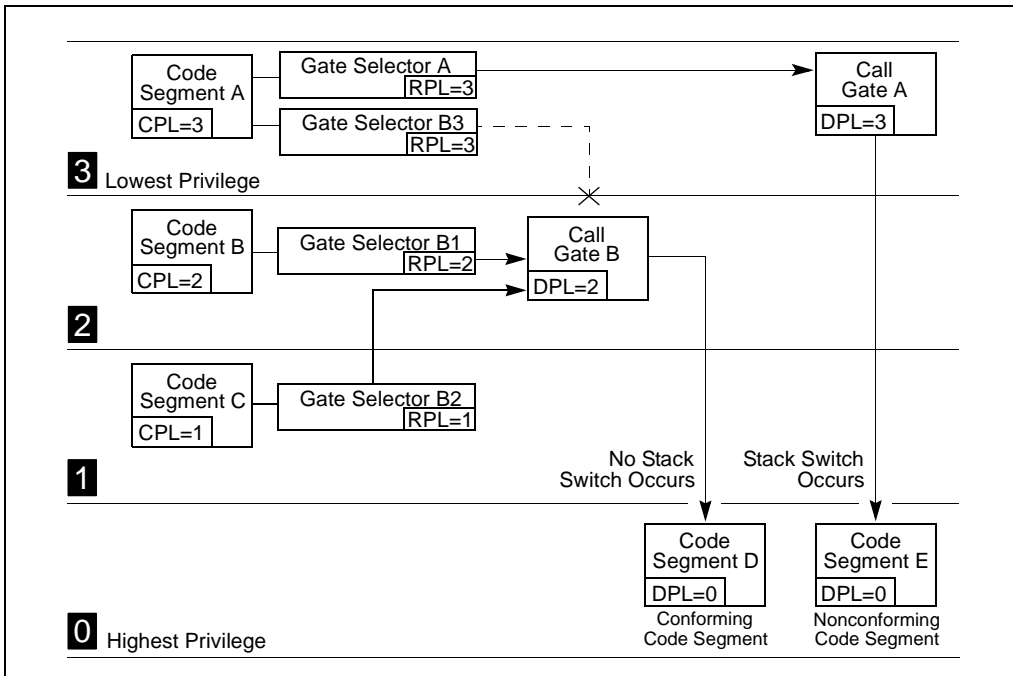 Code
Segment A
CPL=3
Gate Selector A
RPL=3
Gate Selector B3
RPL=3
Call
Gate A
DPL=3
3 Lowest Privilege
Code
Segment B
CPL=2
Gate Selector B1
RPL=2
Call
Gate B
DPL=2
2
Code
Segment C
CPL=1
Gate Selector B2
RPL=1
No Stack
Switch Occurs
Stack Switch
Occurs
1
Code
Segment D
DPL=0
Conforming
Code Segment
Code
Segment E
DPL=0
Nonconforming
Code Segment
0 Highest Privilege